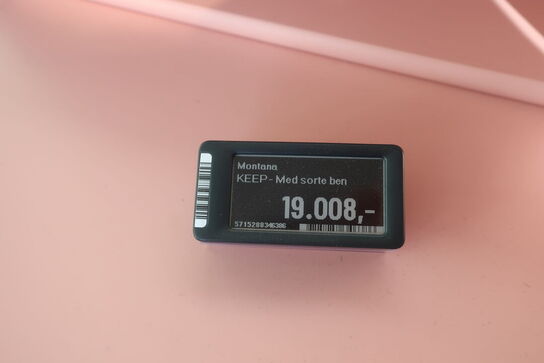 Montana
KEEP - Med sorte ben
19.008,-
5715288346386